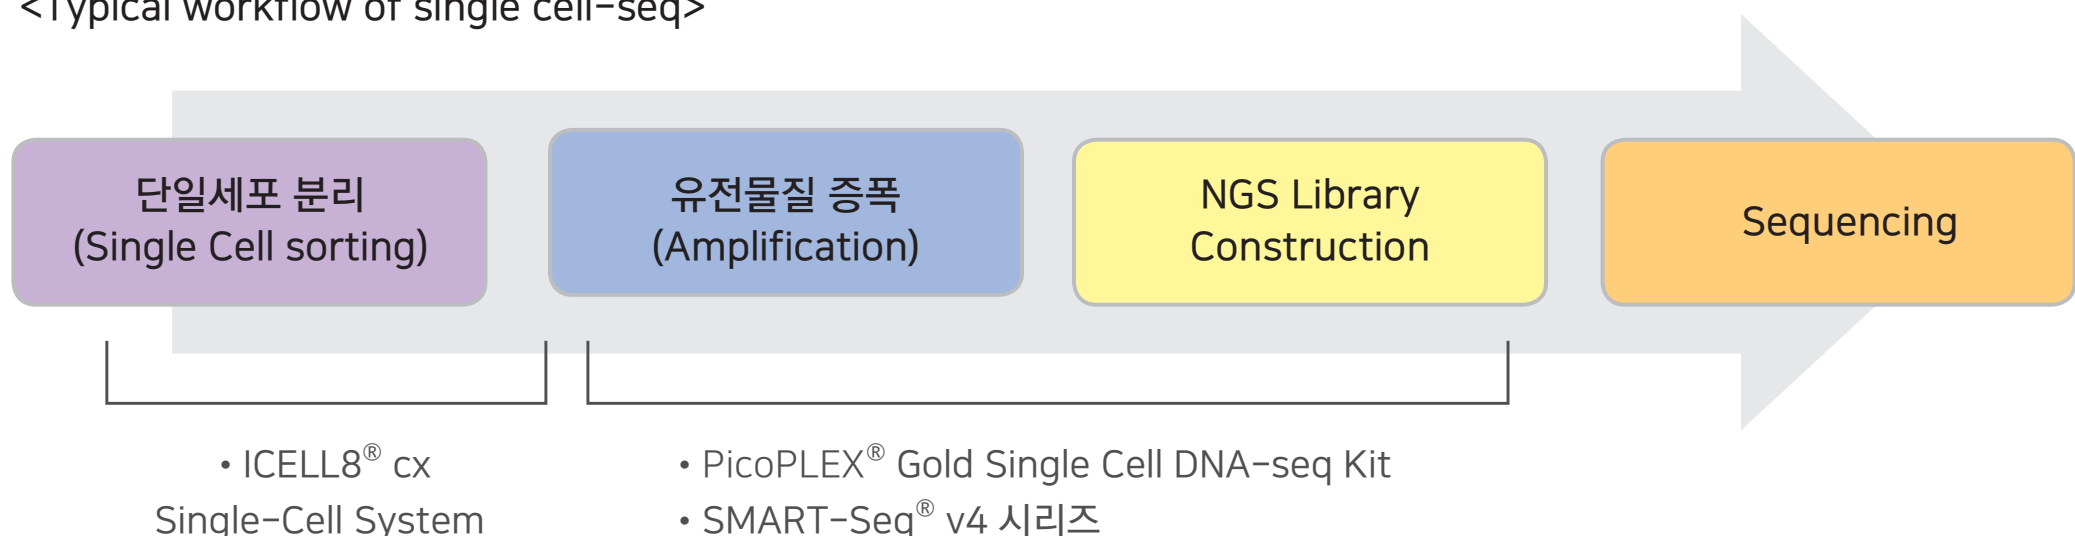 <Typical workflow of single cell-seq>
단일세포 분리
(Single Cell sorting)
유전물질 증폭
(Amplification)
NGS Library
Construction
Sequencing
• ICELL8® cx
Single-Cell System
• PicoPLEX® Gold Single Cell DNA-seq Kit
• SMART-Seq® v4 시리즈